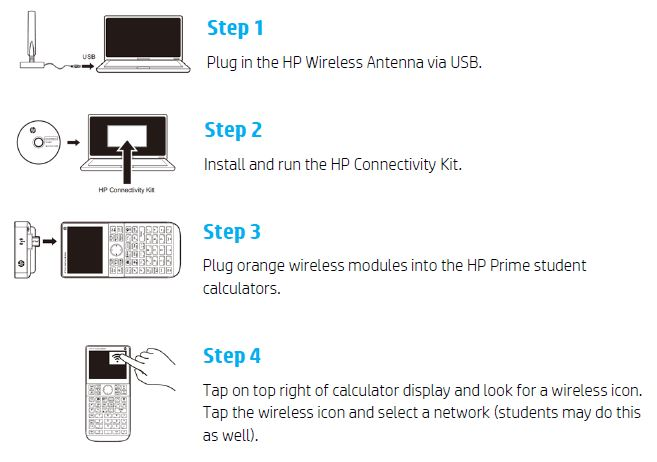 Step 1
USB
Plug in the HP Wireless Antenna via USB.
Step 2
Install and run the HP Connectivity Kit.
HP Connectivity Kit
Step 3
Plug orange wireless modules into the HP Prime student
calculators.
Step 4
Tap on top right of calculator display and look for a wireless icon.
Tap the wireless icon and select a network (students may do this
as well).